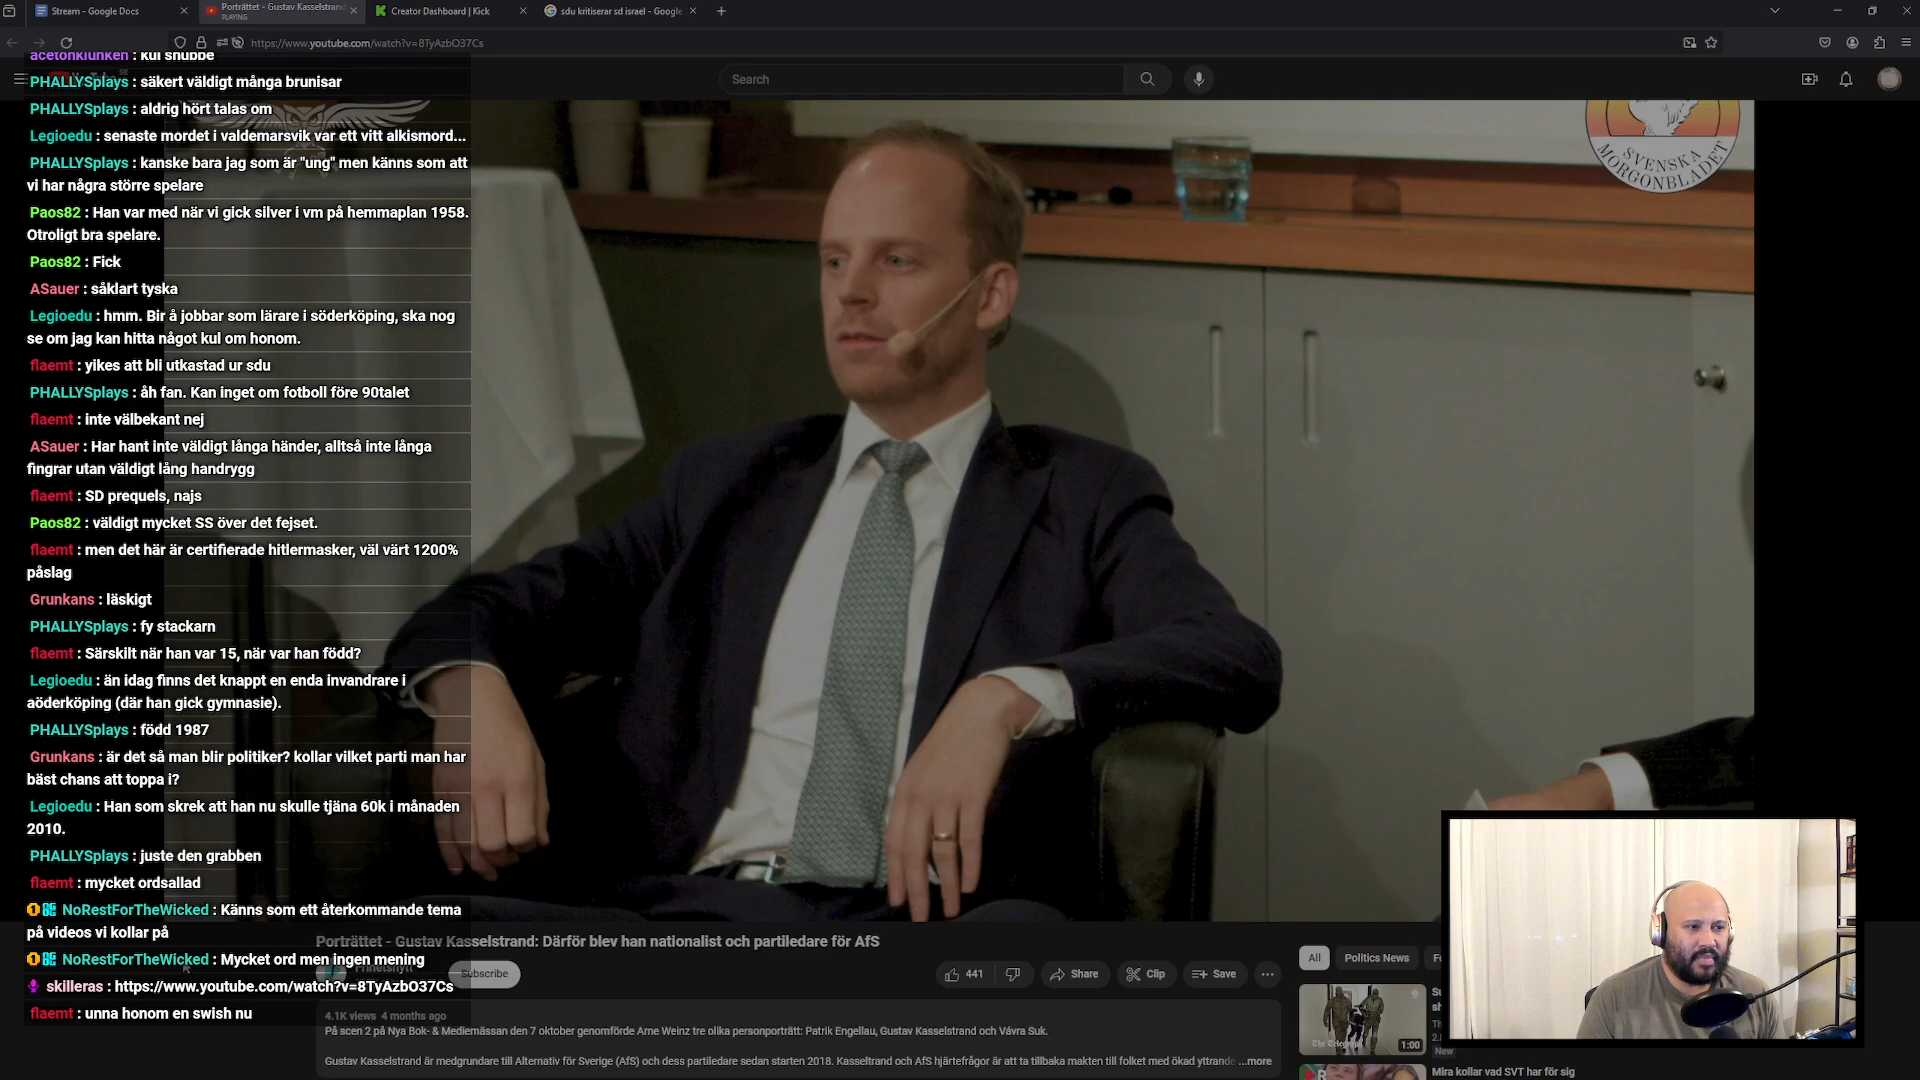 Stream - Google Docs
Porträttet - Gustav Kasselstrand
PLAYING
Creator Dashboard | Kick
sdu kritiserar sd israel - Google
https://www.youtube.com/watch?v=8TyAzbO37Cs
Search
SVENSKA MORGONBLADET
acetonklunken : kul snubbe
PHALLYSplays : säkert väldigt många brunisar
PHALLYSplays : aldrig hört talas om
Legioedu : senaste mordet i valdemarsvik var ett vitt alkismord...
PHALLYSplays : kanske bara jag som är "ung" men känns som att
vi har några större spelare
Paos82 : Han var med när vi gick silver i vm på hemmaplan 1958.
Otroligt bra spelare.
Paos82 : Fick
ASauer : såklart tyska
Legioedu : hmm. Bir å jobbar som lärare i söderköping, ska nog
se om jag kan hitta något kul om honom.
flaemt : yikes att bli utkastad ur sdu
PHALLYSplays : åh fan. Kan inget om fotboll före 90talet
flaemt : inte välbekant nej
ASauer : Har hant inte väldigt långa händer, alltså inte långa
fingrar utan väldigt lång handrygg
flaemt : SD prequels, najs
Paos82 : väldigt mycket SS över det fejset.
flaemt : men det här är certifierade hitlermasker, väl värt 1200%
påslag
Grunkans : läskigt
PHALLYSplays : fy stackarn
flaemt : Särskilt när han var 15, när var han född?
Legioedu : än idag finns det knappt en enda invandrare i
aöderköping (där han gick gymnasie).
PHALLYSplays : född 1987
Grunkans : är det så man blir politiker? kollar vilket parti man har
bäst chans att toppa i?
Legioedu : Han som skrek att han nu skulle tjäna 60k i månaden
2010.
PHALLYSplays : juste den grabben
flaemt : mycket ordsallad
NoRestForTheWicked : Känns som ett återkommande tema
på videos vi kollar på
NoRestForTheWicked : Mycket ord men ingen mening
skilleras : https://www.youtube.com/watch?v=8TyAzbO37Cs
flaemt : unna honom en swish nu
Porträttet - Gustav Kasselstrand: Därför blev han nationalist och partiledare för AfS
Frihetsnytt
Subscribe
441
Share
Clip
Save
All
Politics News
4.1K views 4 months ago
På scen 2 på Nya Bok- & Mediemässan den 7 oktober genomförde Arne Weinz tre olika personporträtt: Patrik Engellau, Gustav Kasselstrand och Vávra Suk.
Gustav Kasselstrand är medgrundare till Alternativ för Sverige (AfS) och dess partiledare sedan starten 2018. Kasseltrand och AfS hjärtefrågor är att ta tillbaka makten till folket med ökad yttrande ...more
The Telegraph
1:00
New
Mira kollar vad SVT har för sig